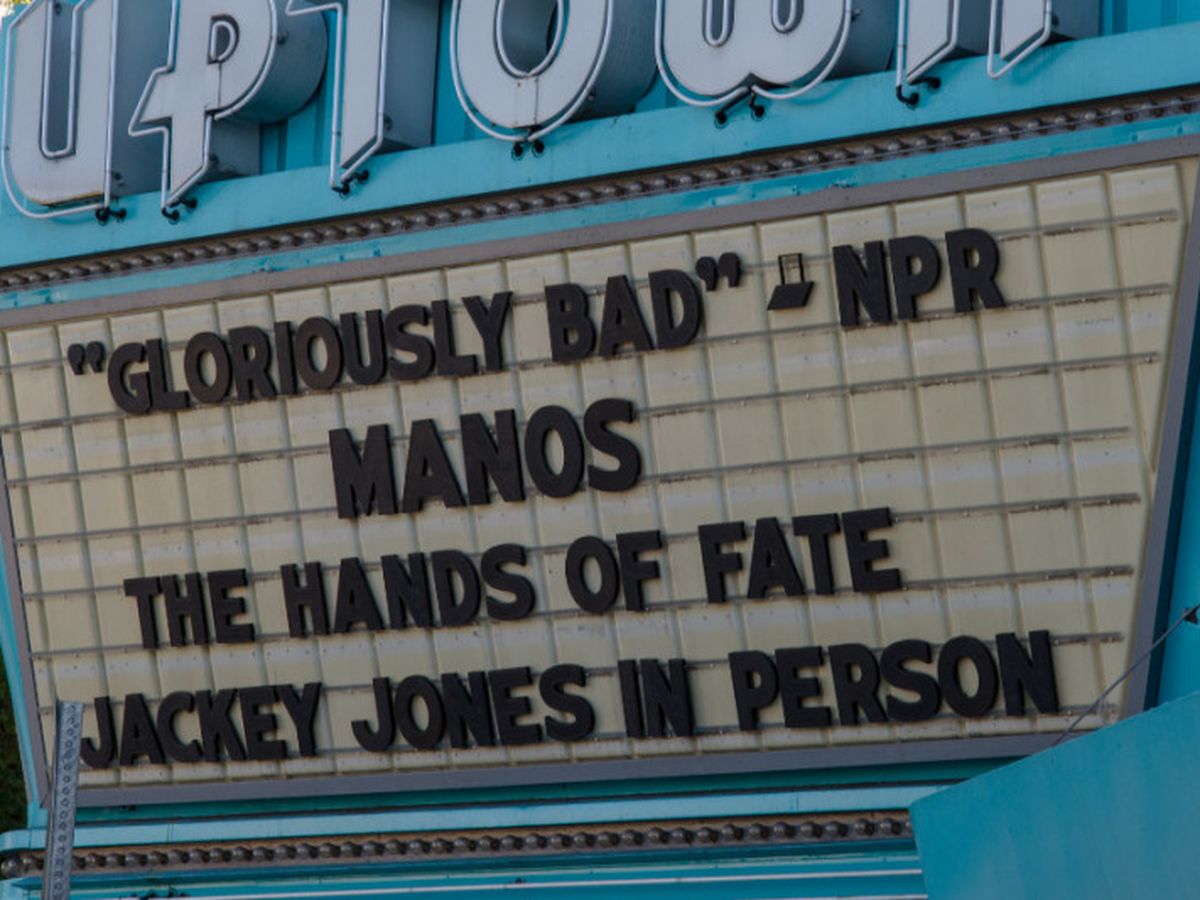 UPTOWN
"GLORIOUSLY BAD" - NPR
MANOS
THE HANDS OF FATE
JACKEY JONES IN PERSON